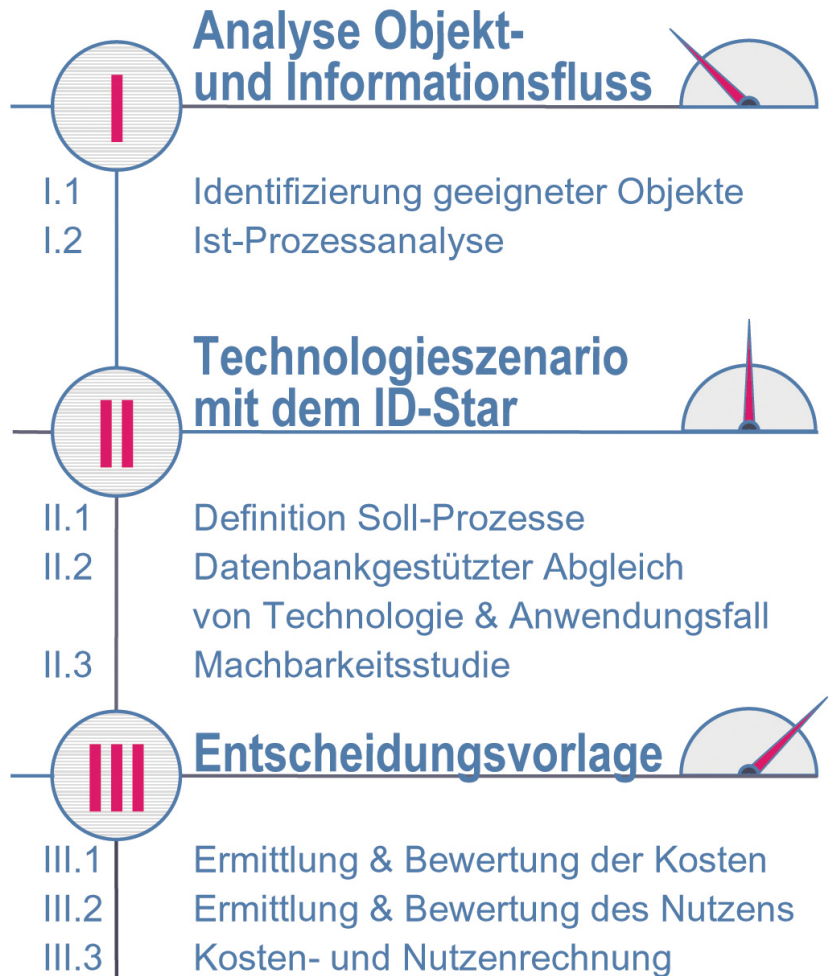 I
Analyse Objekt-
und Informationsfluss
I.1 Identifizierung geeigneter Objekte
I.2 Ist-Prozessanalyse
II
Technologieszenario
mit dem ID-Star
II.1 Definition Soll-Prozesse
II.2 Datenbankgestützter Abgleich
von Technologie & Anwendungsfall
II.3 Machbarkeitsstudie
III
Entscheidungsvorlage
III.1 Ermittlung & Bewertung der Kosten
III.2 Ermittlung & Bewertung des Nutzens
III.3 Kosten- und Nutzenrechnung